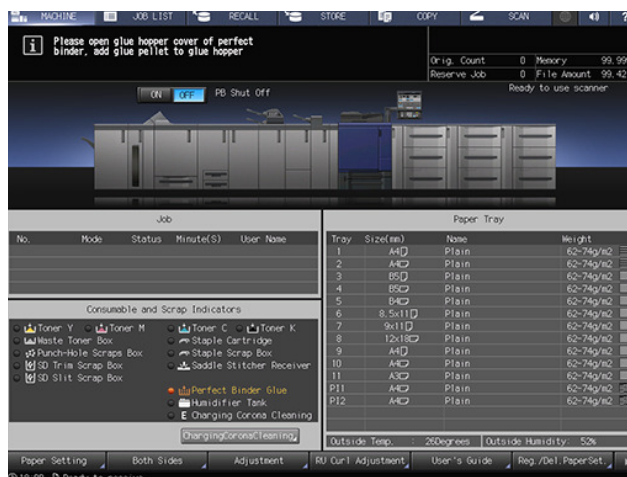 MACHINE JOB LIST RECALL STORE COPY SCAN
Please open glue hopper cover of perfect
binder, add glue pellet to glue hopper
Orig. Count 0 Memory 99.99
Reserve Job 0 File Amount 99.42
Ready to use scanner
ON OFF PB Shut Off
Job
No. Mode Status Minute(S) User Name
Paper Tray
Tray Size(mm) Name Weight
1 A4 Plain 62-74g/m2
2 A4 Plain 62-74g/m2
3 B5 Plain 62-74g/m2
4 B5 Plain 62-74g/m2
5 B4 Plain 62-74g/m2
6 8.5x11 Plain 62-74g/m2
7 9x11 Plain 62-74g/m2
8 12x18 Plain 62-74g/m2
9 A4 Plain 62-74g/m2
10 A4 Plain 62-74g/m2
11 A3 Plain 62-74g/m2
PI1 A4 Plain 62-74g/m2
PI2 A4 Plain 62-74g/m2
Outside Temp. : 26Degrees Outside Humidity: 52%
Consumable and Scrap Indicators
Toner Y Toner M Toner C Toner K
Waste Toner Box Staple Cartridge
Punch-Hole Scraps Box Staple Scrap Box
SD Trim Scrap Box Saddle Stitcher Receiver
SD Slit Scrap Box
Perfect Binder Glue
Humidifier Tank
E Charging Corona Cleaning
ChargingCoronaCleaning
Paper Setting Both Sides Adjustment RU Curl Adjustment User's Guide Reg./Del.PaperSet.